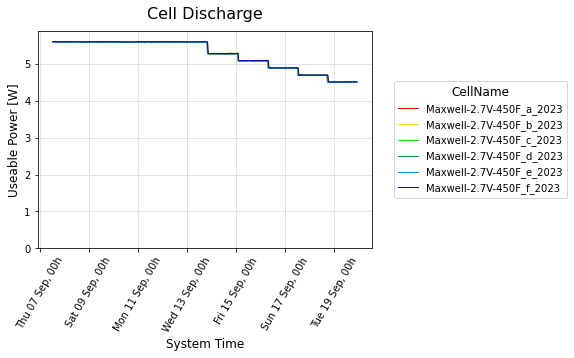 Cell Discharge
Useable Power [W]
5
4
3
2
1
0
Thu 07 Sep, 00h
Sat 09 Sep, 00h
Mon 11 Sep, 00h
Wed 13 Sep, 00h
Fri 15 Sep, 00h
Sun 17 Sep, 00h
Tue 19 Sep, 00h
System Time
CellName
Maxwell-2.7V-450F_a_2023
Maxwell-2.7V-450F_b_2023
Maxwell-2.7V-450F_c_2023
Maxwell-2.7V-450F_d_2023
Maxwell-2.7V-450F_e_2023
Maxwell-2.7V-450F_f_2023